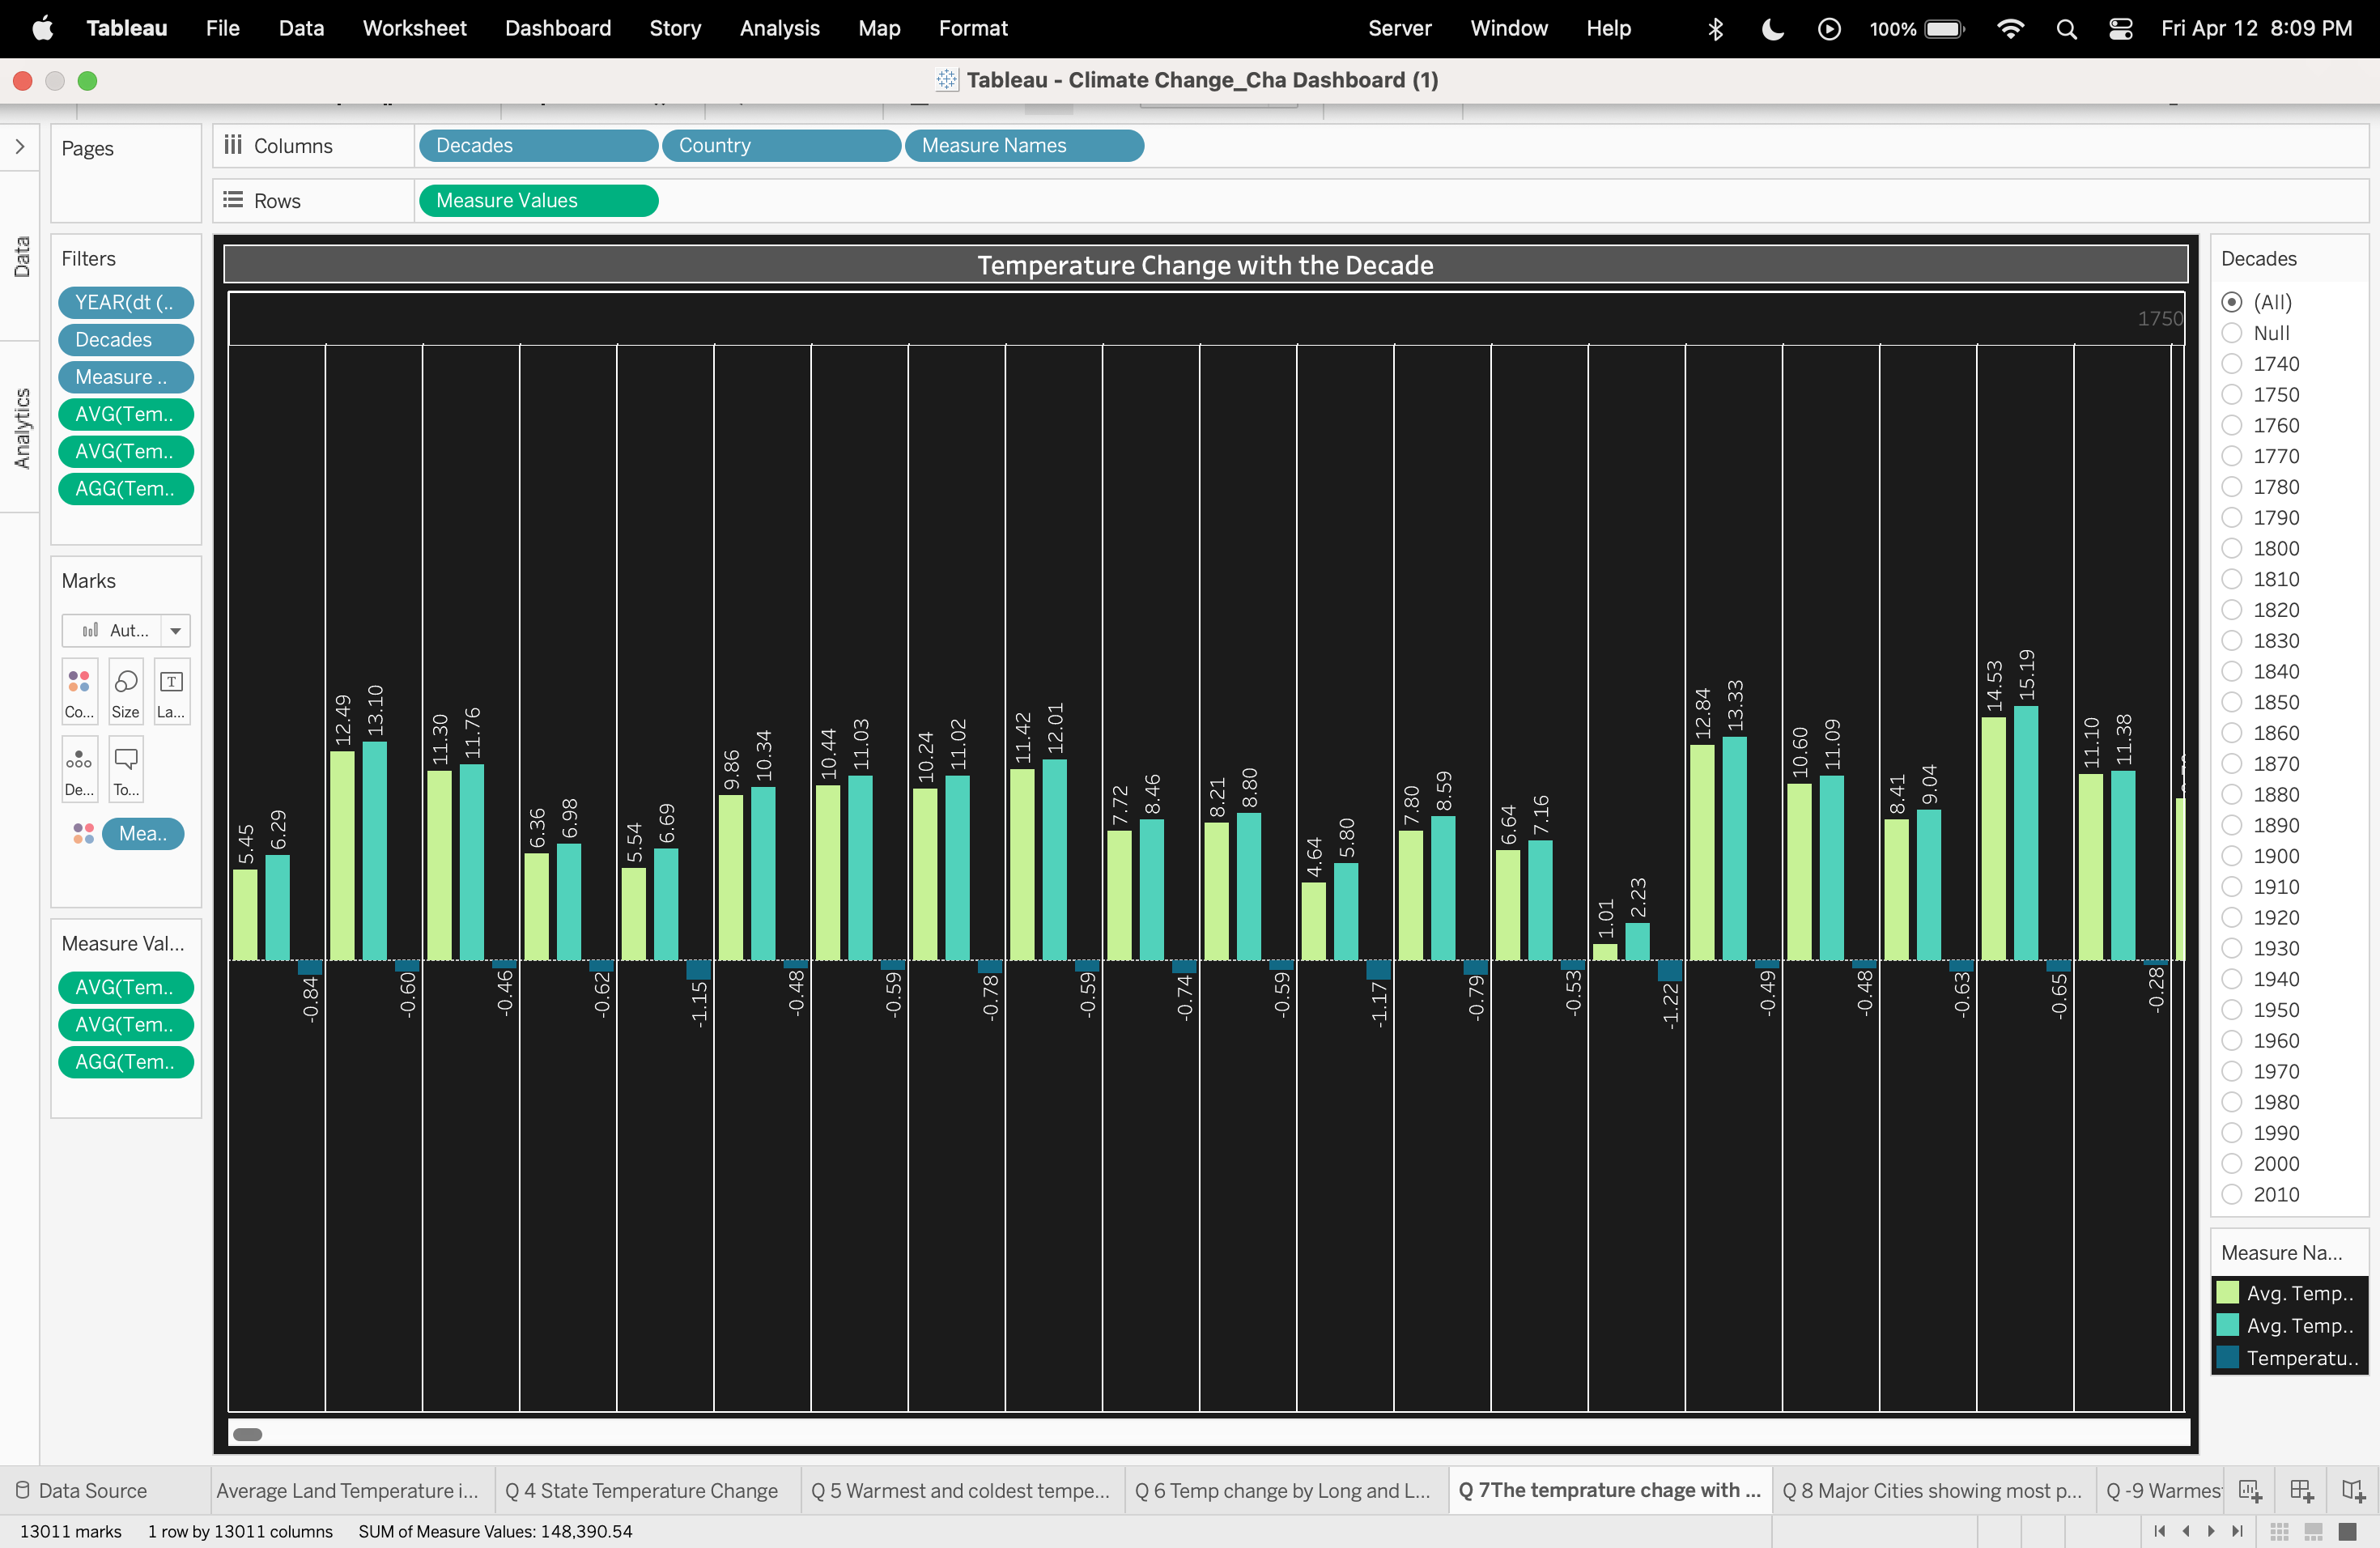 Tableau File Data Worksheet Dashboard Story Analysis Map Format Server Window Help 100% Fri Apr 12 8:09 PM
Tableau - Climate Change_Cha Dashboard (1)
Pages
Columns Decades Country Measure Names
Rows Measure Values
Data
Analytics
Filters
YEAR(dt (..
Decades
Measure ..
AVG(Tem..
AVG(Tem..
AGG(Tem..
Marks
Aut...
Co... Size La...
De... To...
Mea..
Measure Val...
AVG(Tem..
AVG(Tem..
AGG(Tem..
Temperature Change with the Decade
1750
5.45 6.29 -0.84
12.49 13.10 -0.60
11.30 11.76 -0.46
6.36 6.98 -0.62
5.54 6.69 -1.15
9.86 10.34 -0.48
10.44 11.03 -0.59
10.24 11.02 -0.78
11.42 12.01 -0.59
7.72 8.46 -0.74
8.21 8.80 -0.59
4.64 5.80 -1.17
7.80 8.59 -0.79
6.64 7.16 -0.53
1.01 2.23 -1.22
12.84 13.33 -0.49
10.60 11.09 -0.48
8.41 9.04 -0.63
14.53 15.19 -0.65
11.10 11.38 -0.28
Decades
(All)
Null
1740
1750
1760
1770
1780
1790
1800
1810
1820
1830
1840
1850
1860
1870
1880
1890
1900
1910
1920
1930
1940
1950
1960
1970
1980
1990
2000
2010
Measure Na...
Avg. Temp..
Avg. Temp..
Temperatu..
Data Source Average Land Temperature i... Q 4 State Temperature Change Q 5 Warmest and coldest tempe... Q 6 Temp change by Long and L... Q 7The temprature chage with ... Q 8 Major Cities showing most p... Q -9 Warmes
13011 marks 1 row by 13011 columns SUM of Measure Values: 148,390.54